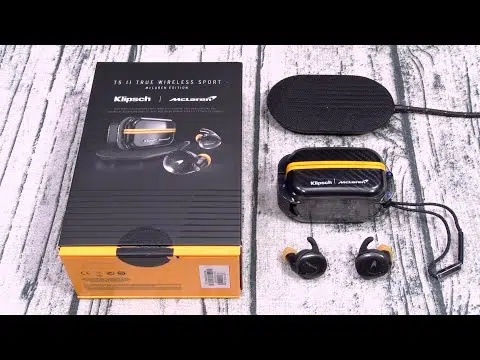 T5 II TRUE WIRELESS SPORT
McLAREN EDITION
Klipsch | McLaren
Klipsch | McLaren